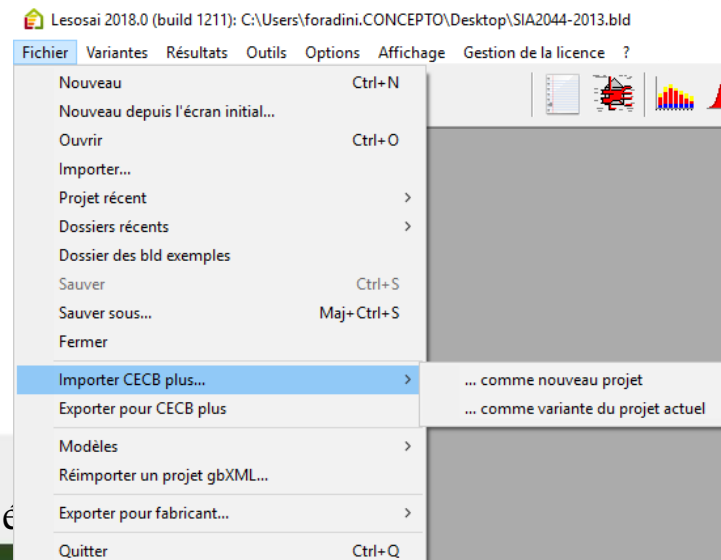 Lesosai 2018.0 (build 1211): C:\Users\foradini.CONCEPTO\Desktop\SIA2044-2013.bld
Fichier Variantes Résultats Outils Options Affichage Gestion de la licence ?
Nouveau Ctrl+N
Nouveau depuis l'écran initial...
Ouvrir Ctrl+O
Importer...
Projet récent >
Dossiers récents >
Dossier des bld exemples
Sauver Ctrl+S
Sauver sous... Maj+Ctrl+S
Fermer
Importer CECB plus... > ... comme nouveau projet
Exporter pour CECB plus ... comme variante du projet actuel
Modèles >
Réimporter un projet gbXML...
é
Exporter pour fabricant... >
Quitter Ctrl+Q